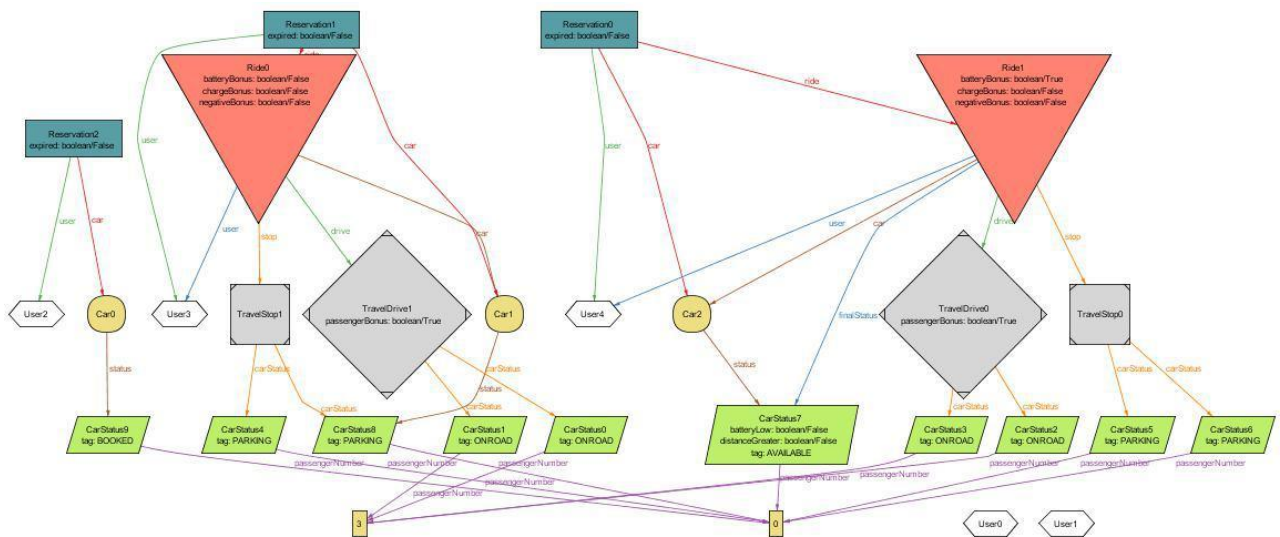 Reservation1
expired: boolean/False
Reservation0
expired: boolean/False
Ride0
batteryBonus: boolean/False
chargeBonus: boolean/False
negativeBonus: boolean/False
Ride1
batteryBonus: boolean/True
chargeBonus: boolean/False
negativeBonus: boolean/False
ride
Reservation2
expired: boolean/False
user
car
user
car
user
car
user
stop
drive
car
user
car
drive
stop
User2
Car0
User3
TravelStop1
TravelDrive1
passengerBonus: boolean/True
Car1
User4
Car2
finalStatus
TravelDrive0
passengerBonus: boolean/True
TravelStop0
status
carStatus
carStatus
status
carStatus
carStatus
status
carStatus
carStatus
carStatus
carStatus
CarStatus9
tag: BOOKED
CarStatus4
tag: PARKING
CarStatus8
tag: PARKING
CarStatus1
tag: ONROAD
CarStatus0
tag: ONROAD
CarStatus7
batteryLow: boolean/False
distanceGreater: boolean/False
tag: AVAILABLE
CarStatus3
tag: ONROAD
CarStatus2
tag: ONROAD
CarStatus5
tag: PARKING
CarStatus6
tag: PARKING
passengerNumber
passengerNumber
passengerNumber
passengerNumber
passengerNumber
passengerNumber
passengerNumber
passengerNumber
passengerNumber
passengerNumber
3
0
User0
User1